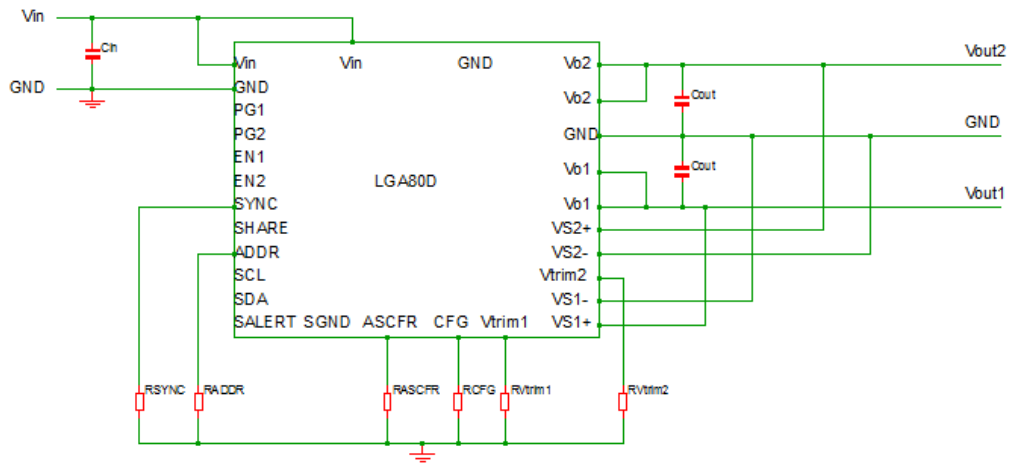 Vin
Cin
GND
Vin Vin GND Vo2
GND
PG1
PG2
EN1
EN2
SYNC
SHARE
ADDR
SCL
SDA
SALERT SGND ASCFR CFG Vtrim1 VS1+
LGA80D
Vo2
GND
Vo1
Vo1
VS2+
VS2-
Vtrim2
VS1-
Vout2
Cout
GND
Cout
Vout1
RSYNC RADDR RASCFR RCFG RVtrim1 RVtrim2